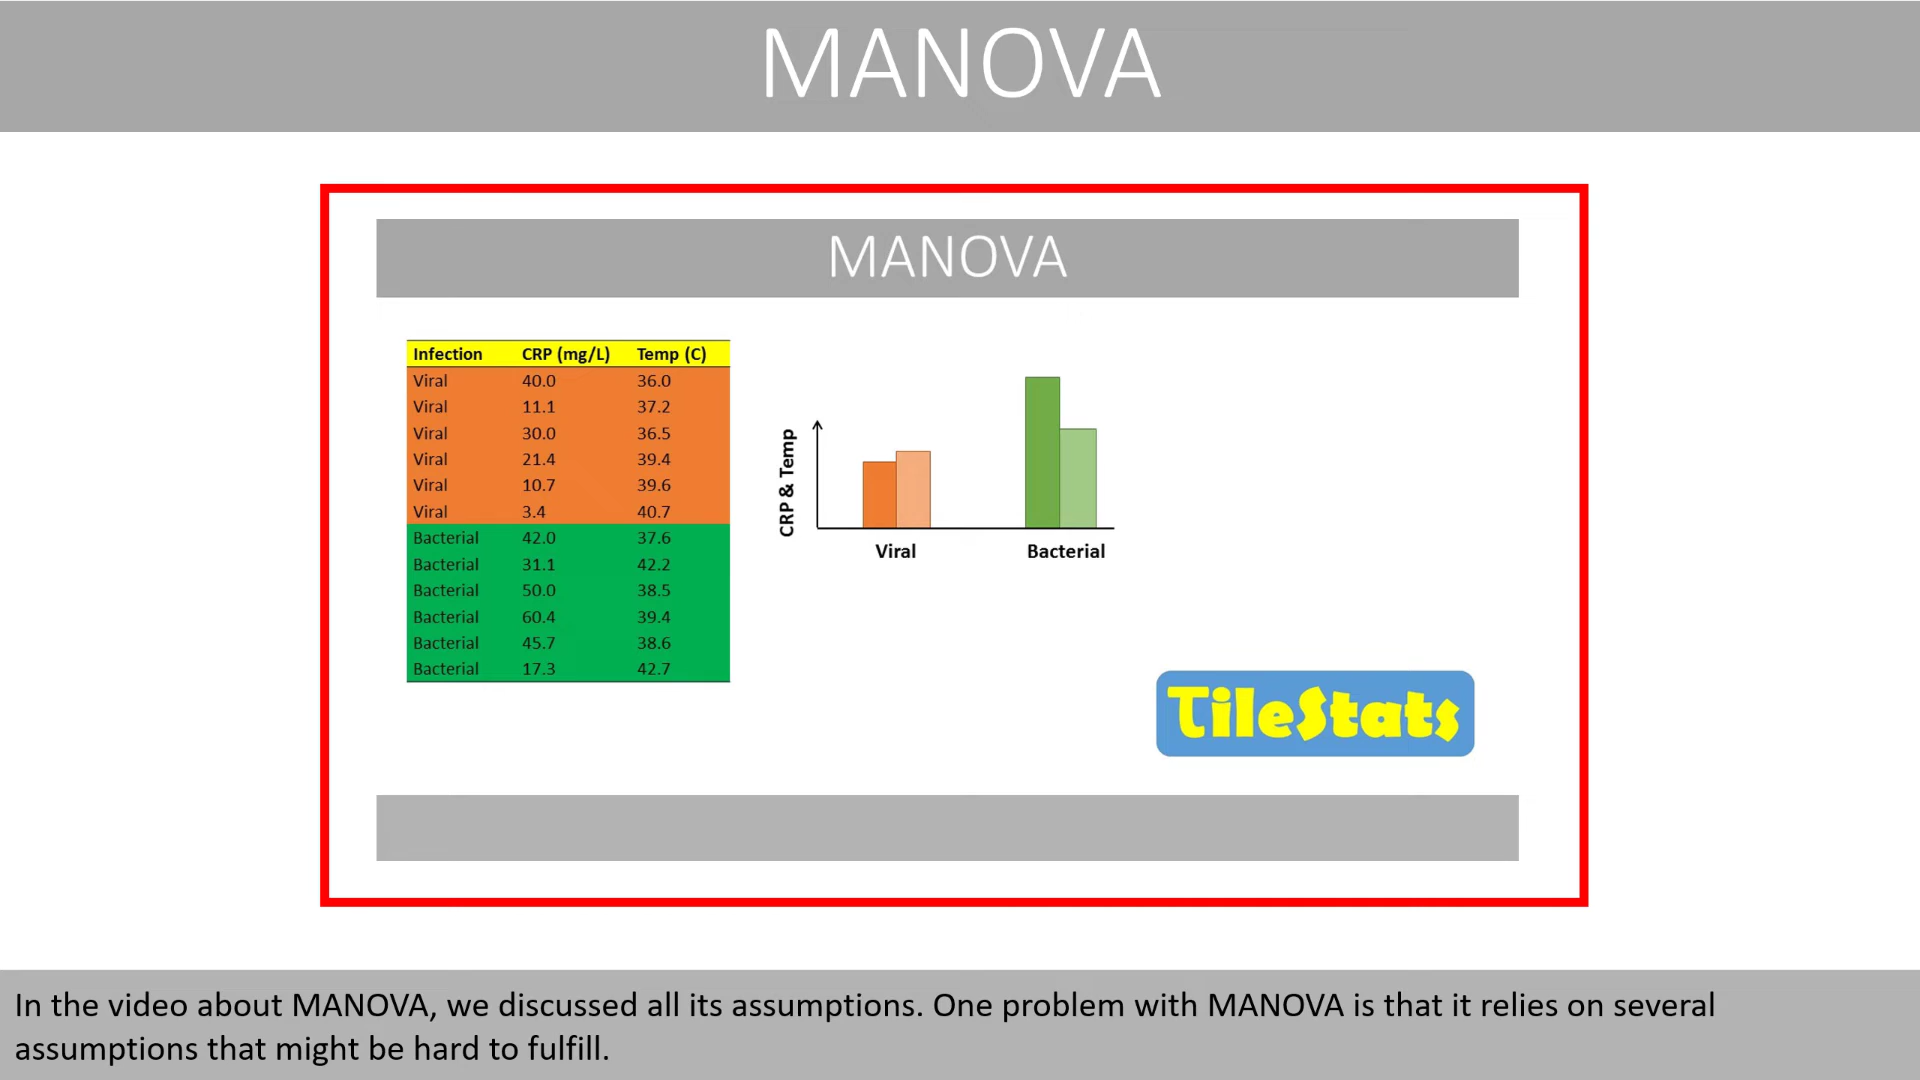 MANOVA
MANOVA
Infection CRP (mg/L) Temp (C)
Viral 40.0 36.0
Viral 11.1 37.2
Viral 30.0 36.5
Viral 21.4 39.4
Viral 10.7 39.6
Viral 3.4 40.7
Bacterial 42.0 37.6
Bacterial 31.1 42.2
Bacterial 50.0 38.5
Bacterial 60.4 39.4
Bacterial 45.7 38.6
Bacterial 17.3 42.7
CRP & Temp
Viral Bacterial
TileStats
In the video about MANOVA, we discussed all its assumptions. One problem with MANOVA is that it relies on several
assumptions that might be hard to fulfill.